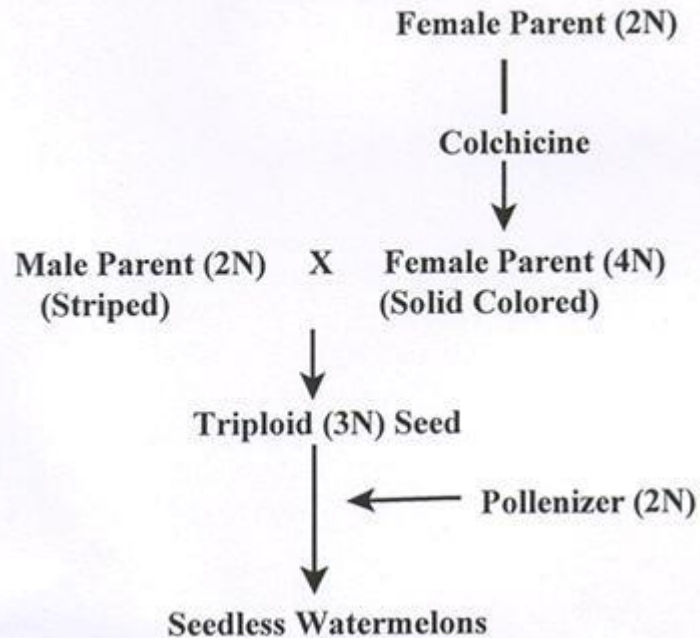 Female Parent (2N)
Colchicine
Male Parent (2N) X Female Parent (4N)
(Striped) (Solid Colored)
Triploid (3N) Seed
Pollenizer (2N)
Seedless Watermelons